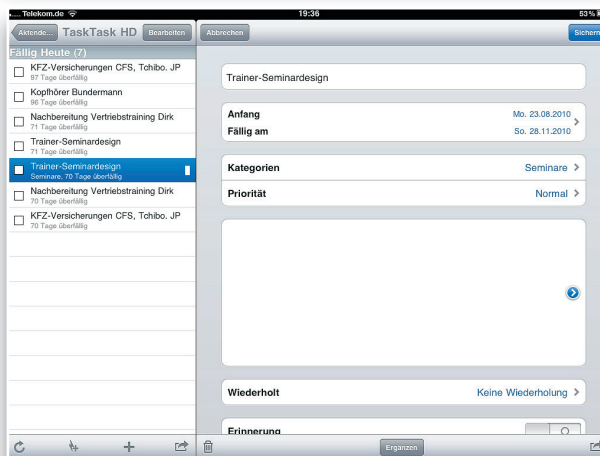 .... Telekom.de 19:36 53%
Aktende... TaskTask HD Bearbeiten Abbrechen Sichern
Fällig Heute (7)
KFZ-Versicherungen CFS, Tchibo. JP
97 Tage überfällig
Kopfhörer Bundermann
96 Tage überfällig
Nachbereitung Vertriebstraining Dirk
71 Tage überfällig
Trainer-Seminardesign
71 Tage überfällig
Trainer-Seminardesign
Seminare, 70 Tage überfällig
Nachbereitung Vertriebstraining Dirk
70 Tage überfällig
KFZ-Versicherungen CFS, Tchibo. JP
70 Tage überfällig
Trainer-Seminardesign
Anfang Mo. 23.08.2010
Fällig am So. 28.11.2010
Kategorien Seminare
Priorität Normal
Wiederholt Keine Wiederholung
Erinnerung
Ergänzen